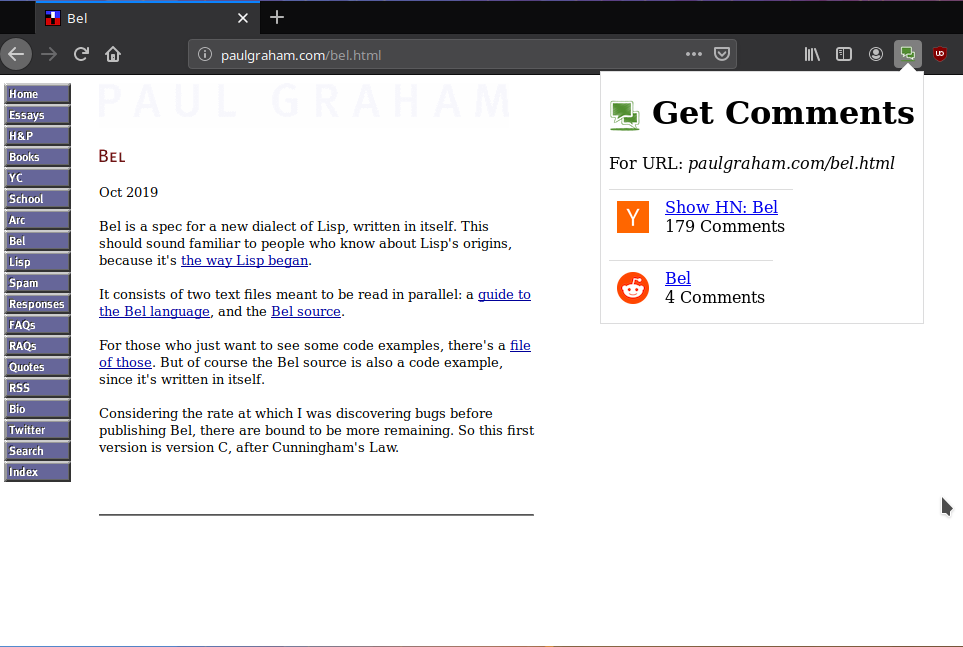 Bel
paulgraham.com/bel.html
UD
Home
Essays
H&P
Books
YC
School
Arc
Bel
Lisp
Spam
Responses
FAQs
RAQs
Quotes
RSS
Bio
Twitter
Search
Index
PAUL GRAHAM
Bel
Oct 2019
Bel is a spec for a new dialect of Lisp, written in itself. This
should sound familiar to people who know about Lisp's origins,
because it's the way Lisp began.
It consists of two text files meant to be read in parallel: a guide to
the Bel language, and the Bel source.
For those who just want to see some code examples, there's a file
of those. But of course the Bel source is also a code example,
since it's written in itself.
Considering the rate at which I was discovering bugs before
publishing Bel, there are bound to be more remaining. So this first
version is version C, after Cunningham's Law.
Get Comments
For URL: paulgraham.com/bel.html
Y
Show HN: Bel
179 Comments
Bel
4 Comments